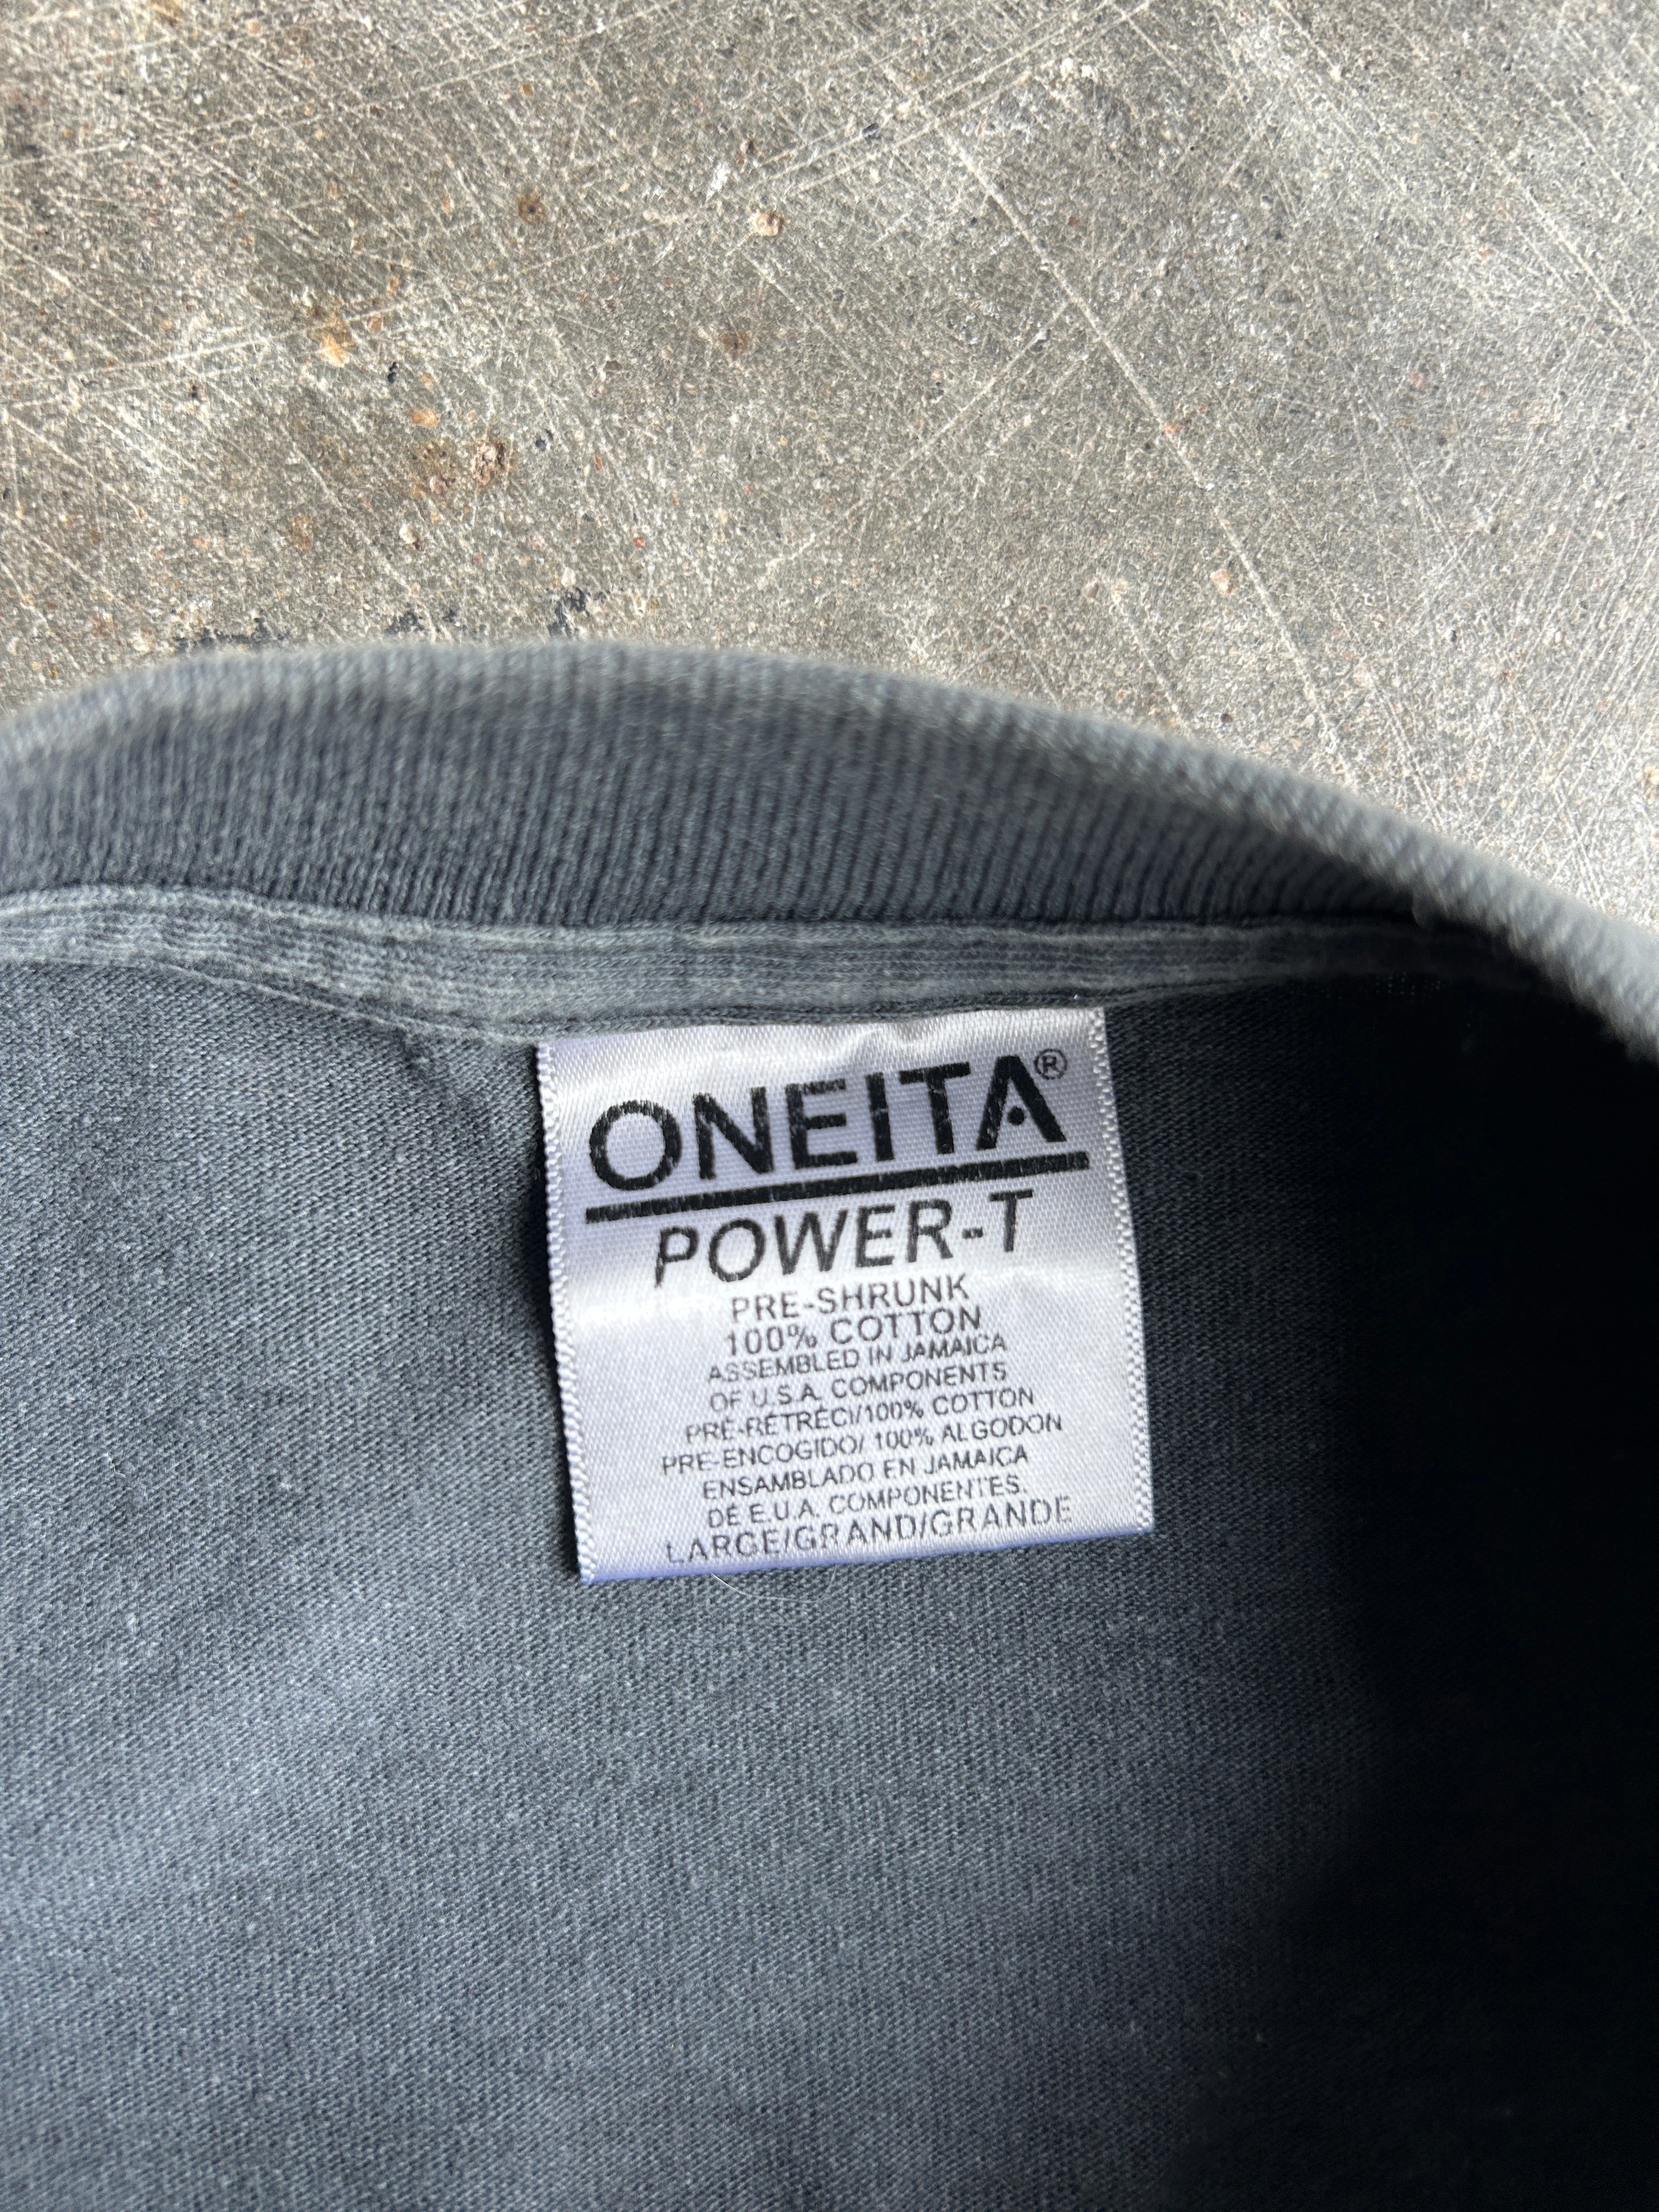 ONEITA®
POWER-T
PRE-SHRUNK
100% COTTON
ASSEMBLED IN JAMAICA
OF U.S.A. COMPONENTS
PRÉ-RÉTRÉCI/100% COTTON
PRE-ENCOGIDO/ 100% ALGODON
ENSAMBLADO EN JAMAICA
DE E.U.A. COMPONENTES.
LARGE/GRAND/GRANDE